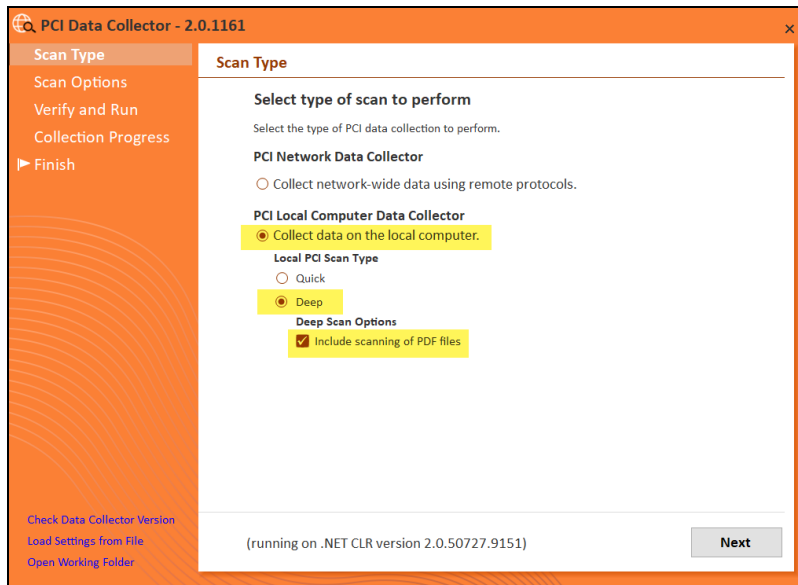 PCI Data Collector - 2.0.1161
Scan Type
Scan Options
Verify and Run
Collection Progress
Finish
Check Data Collector Version
Load Settings from File
Open Working Folder
Scan Type
Select type of scan to perform
Select the type of PCI data collection to perform.
PCI Network Data Collector
Collect network-wide data using remote protocols.
PCI Local Computer Data Collector
Collect data on the local computer.
Local PCI Scan Type
Quick
Deep
Deep Scan Options
Include scanning of PDF files
(running on .NET CLR version 2.0.50727.9151)
Next